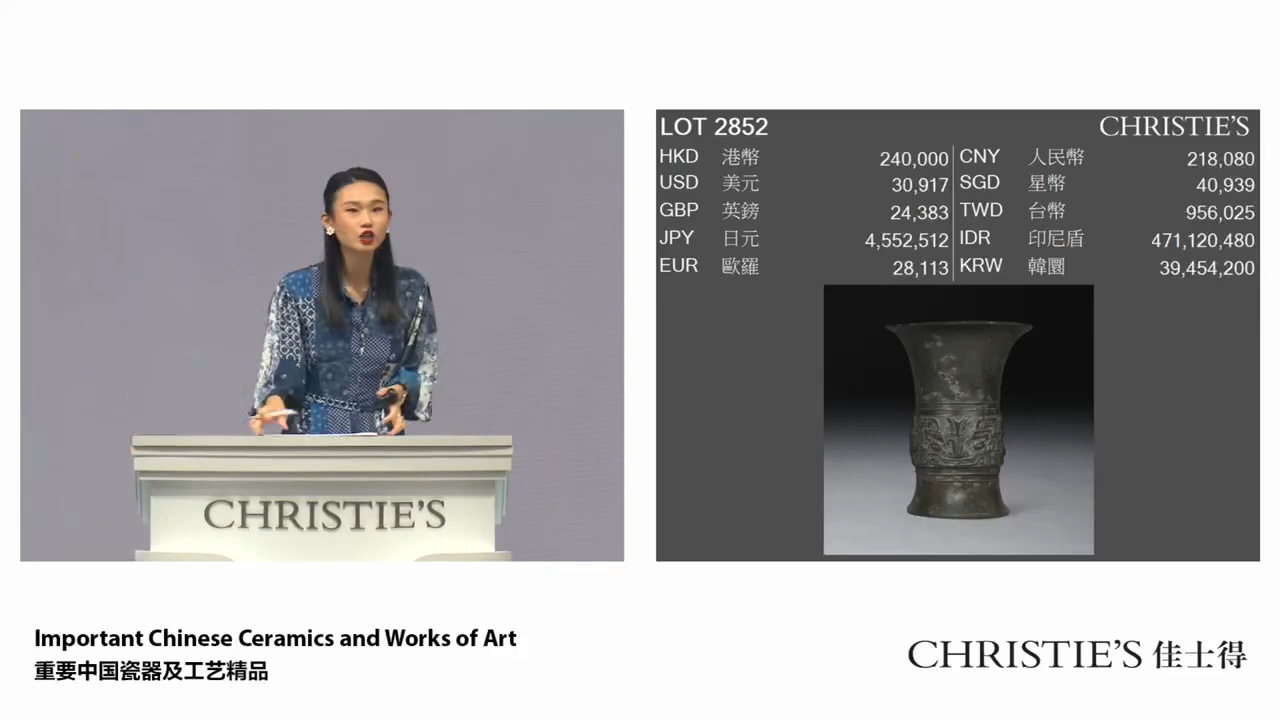 CHRISTIE'S
LOT 2852
CHRISTIE'S
HKD 港幣 240,000 CNY 人民幣 218,080
USD 美元 30,917 SGD 星幣 40,939
GBP 英鎊 24,383 TWD 台幣 956,025
JPY 日元 4,552,512 IDR 印尼盾 471,120,480
EUR 歐羅 28,113 KRW 韓圜 39,454,200
Important Chinese Ceramics and Works of Art
重要中国瓷器及工艺精品
CHRISTIE'S 佳士得